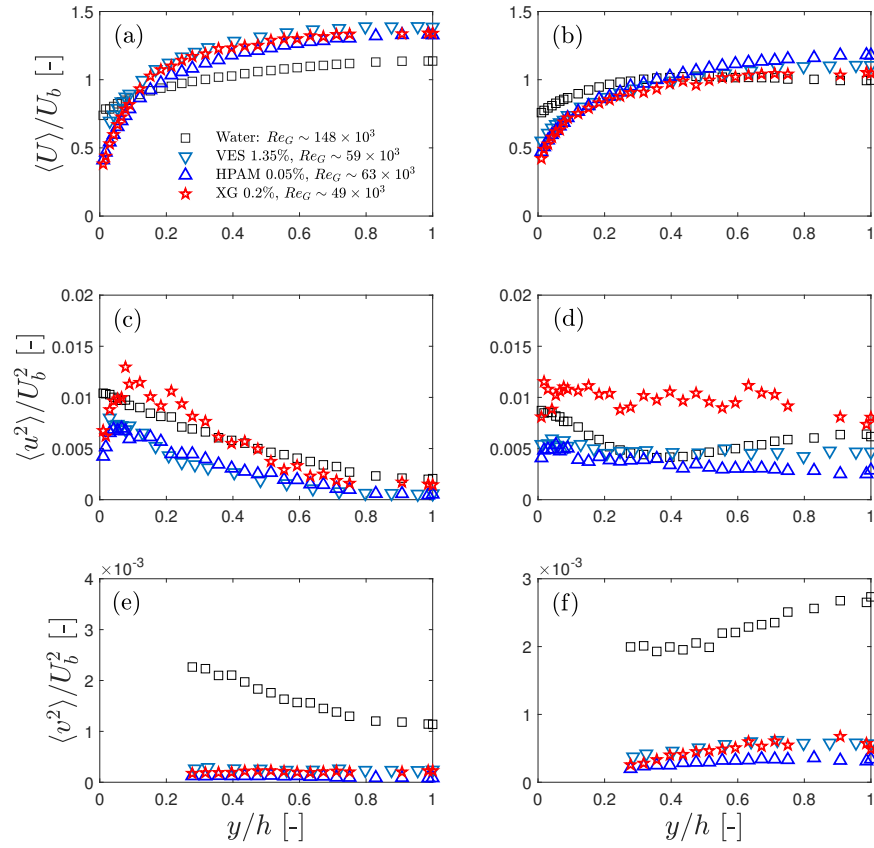 1.5
1
0.5
0
(a)
Water: Re_G ∼ 148 × 10^3
VES 1.35%, Re_G ∼ 59 × 10^3
HPAM 0.05%, Re_G ∼ 63 × 10^3
XG 0.2%, Re_G ∼ 49 × 10^3
⟨U⟩/U_b [-]
0 0.2 0.4 0.6 0.8 1
1.5
1
0.5
0
(b)
0 0.2 0.4 0.6 0.8 1
0.02
0.015
0.01
0.005
0
(c)
⟨u^2⟩/U_b^2 [-]
0 0.2 0.4 0.6 0.8 1
0.02
0.015
0.01
0.005
0
(d)
0 0.2 0.4 0.6 0.8 1
×10^-3
4
3
2
1
0
(e)
⟨v^2⟩/U_b^2 [-]
0 0.2 0.4 0.6 0.8 1
y/h [-]
×10^-3
4
3
2
1
0
(f)
0 0.2 0.4 0.6 0.8 1
y/h [-]